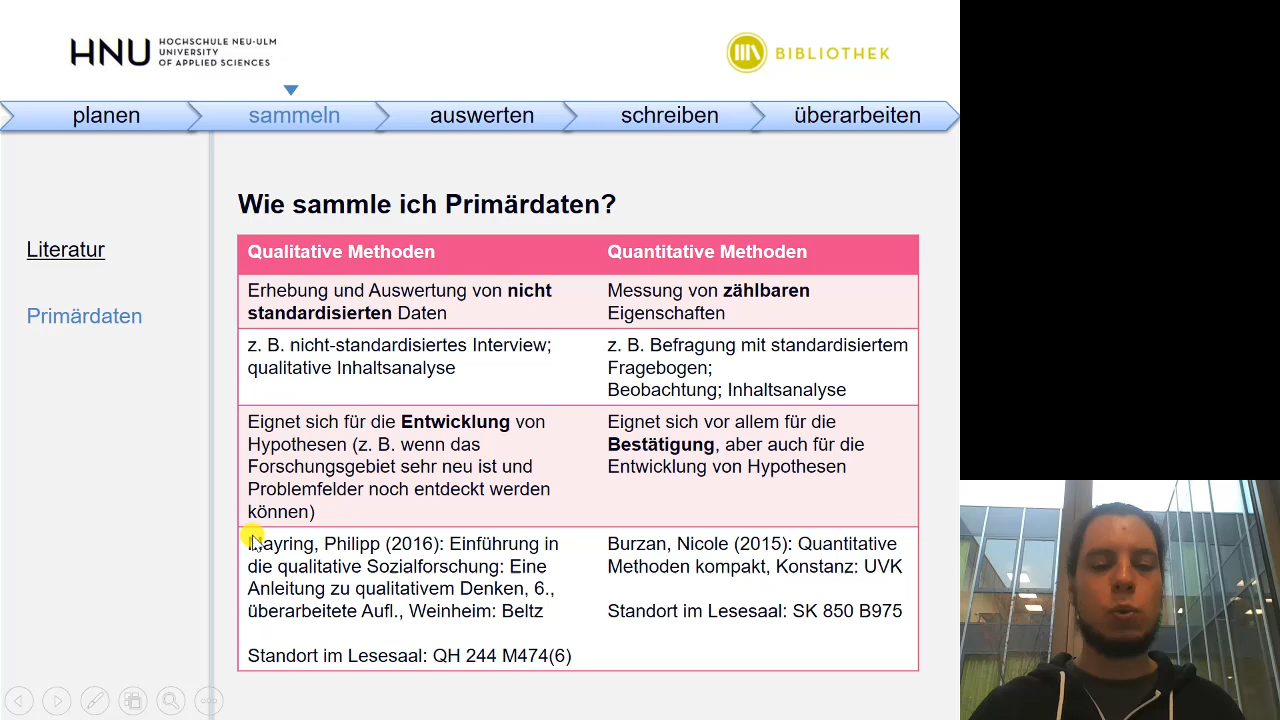 HNU HOCHSCHULE NEU-ULM
UNIVERSITY
OF APPLIED SCIENCES
BIBLIOTHEK
planen
sammeln
auswerten
schreiben
überarbeiten
Literatur
Primärdaten
Wie sammle ich Primärdaten?
Qualitative Methoden
Quantitative Methoden
Erhebung und Auswertung von nicht
standardisierten Daten
Messung von zählbaren
Eigenschaften
z. B. nicht-standardisiertes Interview;
qualitative Inhaltsanalyse
z. B. Befragung mit standardisiertem
Fragebogen;
Beobachtung; Inhaltsanalyse
Eignet sich für die Entwicklung von
Hypothesen (z. B. wenn das
Forschungsgebiet sehr neu ist und
Problemfelder noch entdeckt werden
können)
Eignet sich vor allem für die
Bestätigung, aber auch für die
Entwicklung von Hypothesen
Mayring, Philipp (2016): Einführung in
die qualitative Sozialforschung: Eine
Anleitung zu qualitativem Denken, 6.,
überarbeitete Aufl., Weinheim: Beltz
Standort im Lesesaal: QH 244 M474(6)
Burzan, Nicole (2015): Quantitative
Methoden kompakt, Konstanz: UVK
Standort im Lesesaal: SK 850 B975